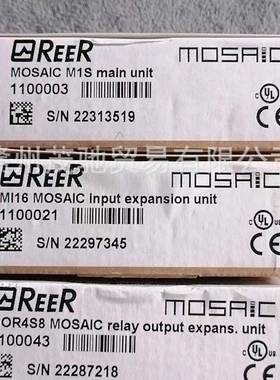 REER MOSAIC
MOSAIC M1S main unit
1100003
S/N 22313519
REER MOSAIC
MI16 MOSAIC Input expansion unit
1100021
S/N 22297345
REER MOSAIC
OR4S8 MOSAIC relay output expans. unit
1100043
S/N 22287218